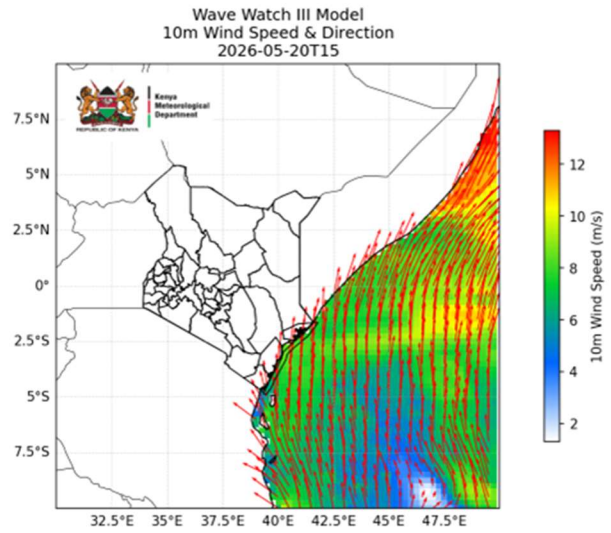 Wave Watch III Model
10m Wind Speed & Direction
2026-05-20T15
Kenya
Meteorological
Department
REPUBLIC OF KENYA
7.5°N
5°N
2.5°N
0°
2.5°S
5°S
7.5°S
32.5°E 35°E 37.5°E 40°E 42.5°E 45°E 47.5°E
12
10
8
6
4
2
10m Wind Speed (m/s)